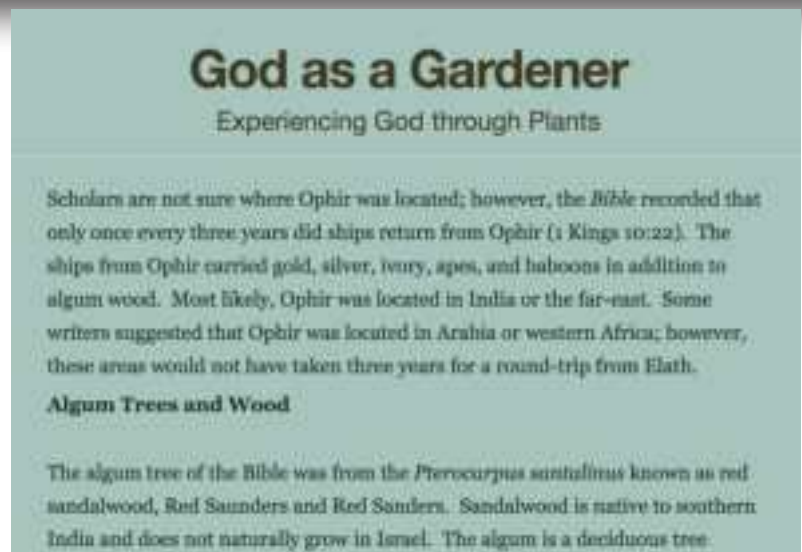 God as a Gardener
Experiencing God through Plants
Scholars are not sure where Ophir was located; however, the Bible recorded that
only once every three years did ships return from Ophir (1 Kings 10:22).  The
ships from Ophir carried gold, silver, ivory, apes, and baboons in addition to
algum wood.  Most likely, Ophir was located in India or the far-east.  Some
writers suggested that Ophir was located in Arabia or western Africa; however,
these areas would not have taken three years for a round-trip from Elath.
Algum Trees and Wood
The algum tree of the Bible was from the Pterocarpus santalinus known as red
sandalwood, Red Saunders and Red Sanders.  Sandalwood is native to southern
India and does not naturally grow in Israel.  The algum is a deciduous tree